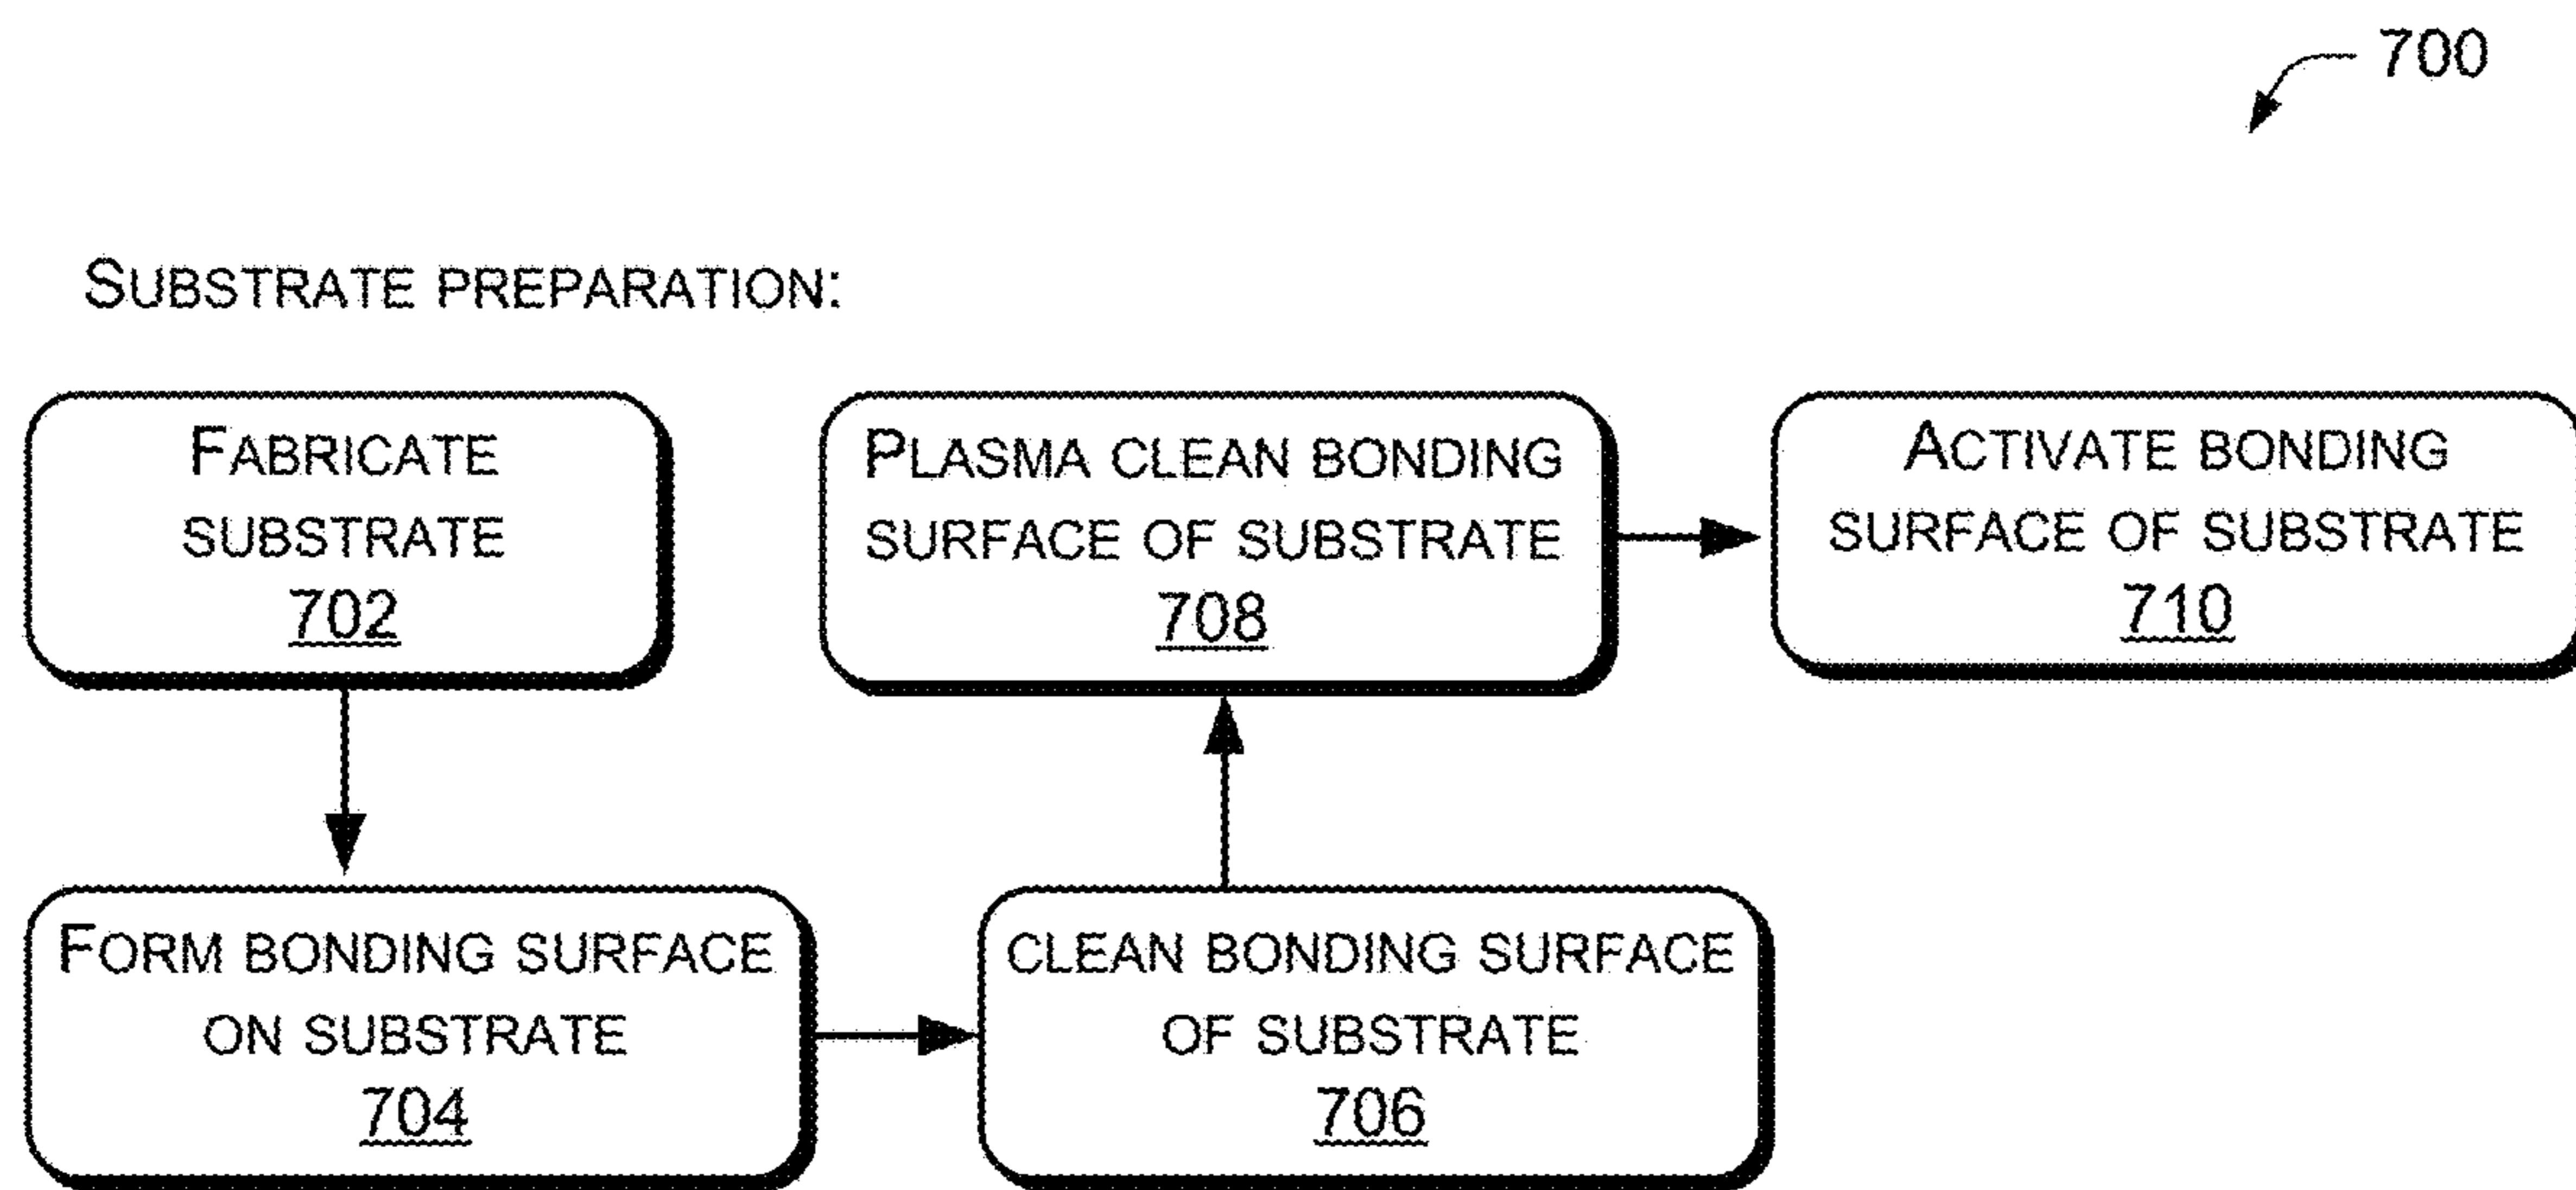 700
SUBSTRATE PREPARATION:
FABRICATE
SUBSTRATE
702
FORM BONDING SURFACE
ON SUBSTRATE
704
CLEAN BONDING SURFACE
OF SUBSTRATE
706
PLASMA CLEAN BONDING
SURFACE OF SUBSTRATE
708
ACTIVATE BONDING
SURFACE OF SUBSTRATE
710